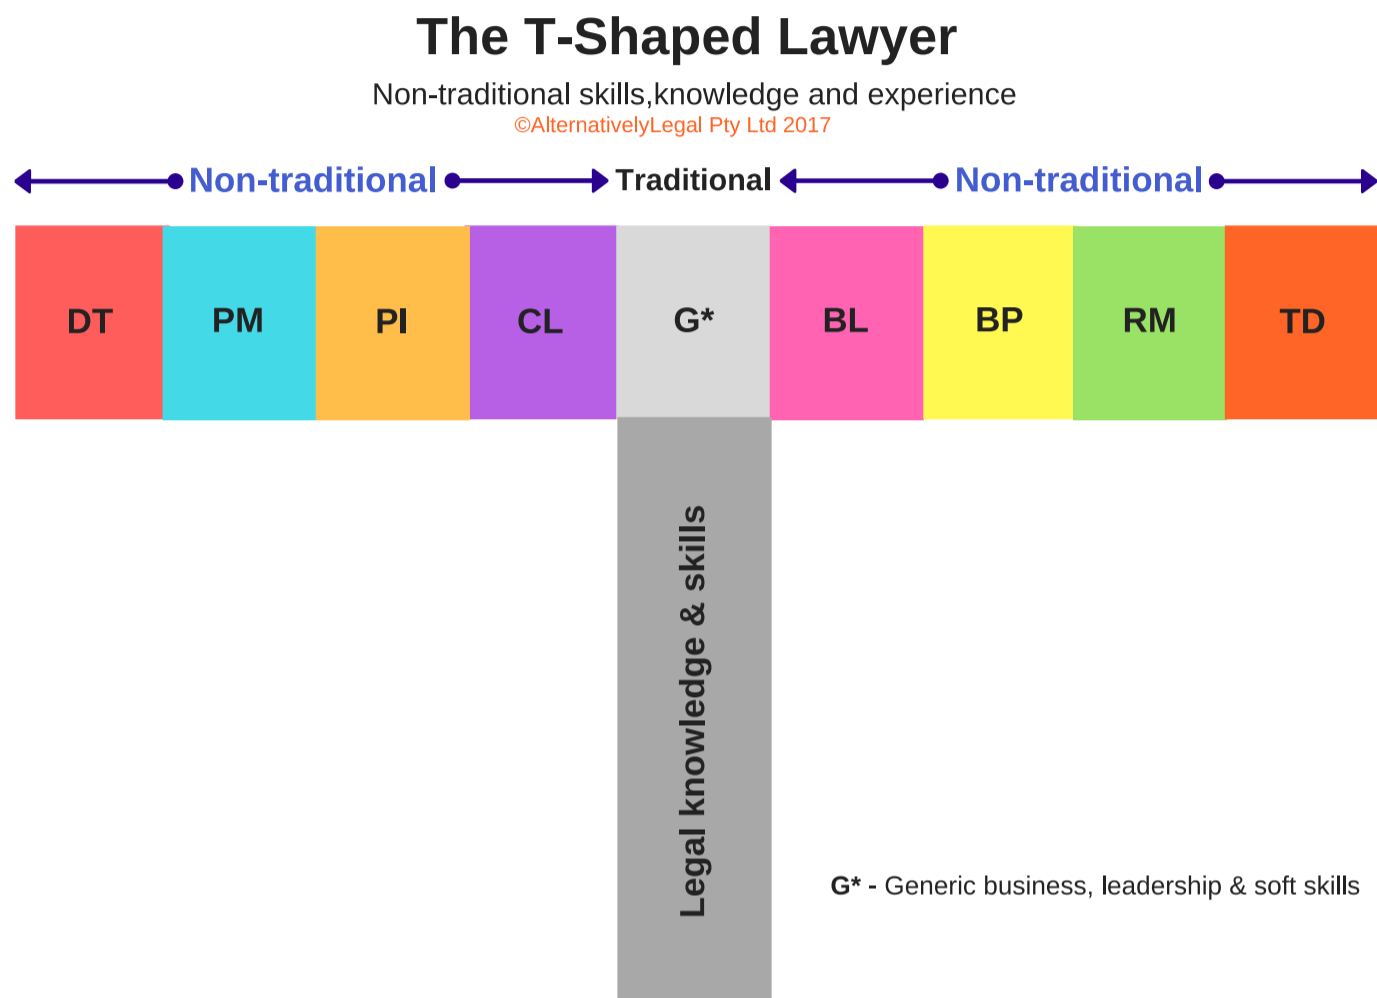 The T-Shaped Lawyer
Non-traditional skills,knowledge and experience
©AlternativelyLegal Pty Ltd 2017
Non-traditional Traditional Non-traditional
DT PM PI CL G* BL BP RM TD
Legal knowledge & skills
G* - Generic business, leadership & soft skills